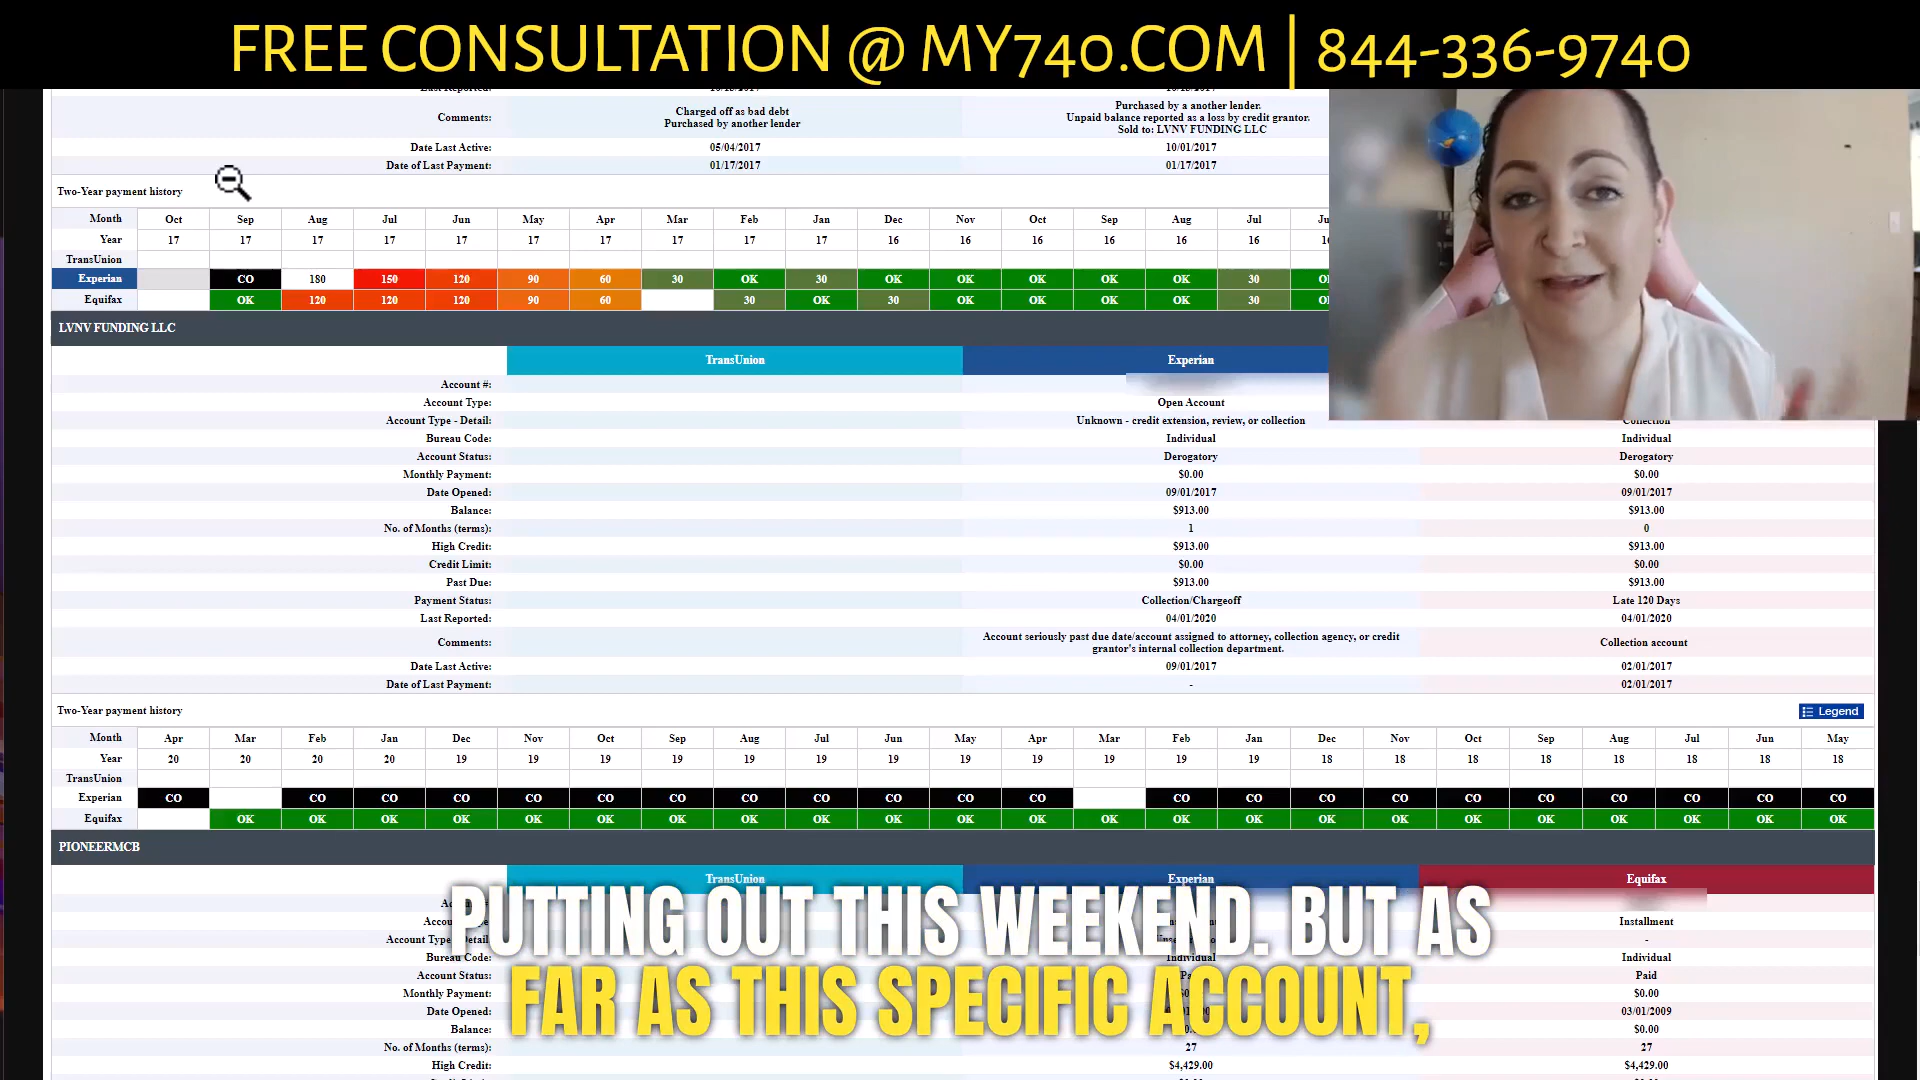 FREE CONSULTATION @ MY740.COM | 844-336-9740
Comments: Charged off as bad debt Purchased by another lender Purchased by a another lender. Unpaid balance reported as a loss by credit grantor. Sold to: LVNV FUNDING LLC
Date Last Active: 05/04/2017 10/01/2017
Date of Last Payment: 01/17/2017 01/17/2017
Two-Year payment history
Month Oct Sep Aug Jul Jun May Apr Mar Feb Jan Dec Nov Oct Sep Aug Jul
Year 17 17 17 17 17 17 17 17 17 17 16 16 16 16 16 16
TransUnion
Experian CO 180 150 120 90 60 30 OK 30 OK OK OK OK OK 30
Equifax OK 120 120 120 90 60 30 OK 30 OK OK OK OK 30
LVNV FUNDING LLC
TransUnion Experian
Account #:
Account Type: Open Account
Account Type - Detail: Unknown - credit extension, review, or collection Collection
Bureau Code: Individual Individual
Account Status: Derogatory Derogatory
Monthly Payment: $0.00 $0.00
Date Opened: 09/01/2017 09/01/2017
Balance: $913.00 $913.00
No. of Months (terms): 1 0
High Credit: $913.00 $913.00
Credit Limit: $0.00 $0.00
Past Due: $913.00 $913.00
Payment Status: Collection/Chargeoff Late 120 Days
Last Reported: 04/01/2020 04/01/2020
Comments: Account seriously past due date/account assigned to attorney, collection agency, or credit grantor's internal collection department. Collection account
Date Last Active: 09/01/2017 02/01/2017
Date of Last Payment: - 02/01/2017
Two-Year payment history Legend
Month Apr Mar Feb Jan Dec Nov Oct Sep Aug Jul Jun May Apr Mar Feb Jan Dec Nov Oct Sep Aug Jul Jun May
Year 20 20 20 20 19 19 19 19 19 19 19 19 19 19 19 19 18 18 18 18 18 18 18 18
TransUnion
Experian CO CO CO CO CO CO CO CO CO CO CO CO CO CO CO CO CO CO CO CO CO CO
Equifax OK OK OK OK OK OK OK OK OK OK OK OK OK OK OK OK OK OK OK OK OK OK OK
PIONEERMCB
TransUnion Experian Equifax
Installment
PUTTING OUT THIS WEEKEND. BUT AS
Account Type -
Bureau Code: Individual Individual
Account Status: Paid
FAR AS THIS SPECIFIC ACCOUNT,
Monthly Payment: $0.00
Date Opened: 03/01/2009
Balance: $0.00
No. of Months (terms): 27 27
High Credit: $4,429.00 $4,429.00